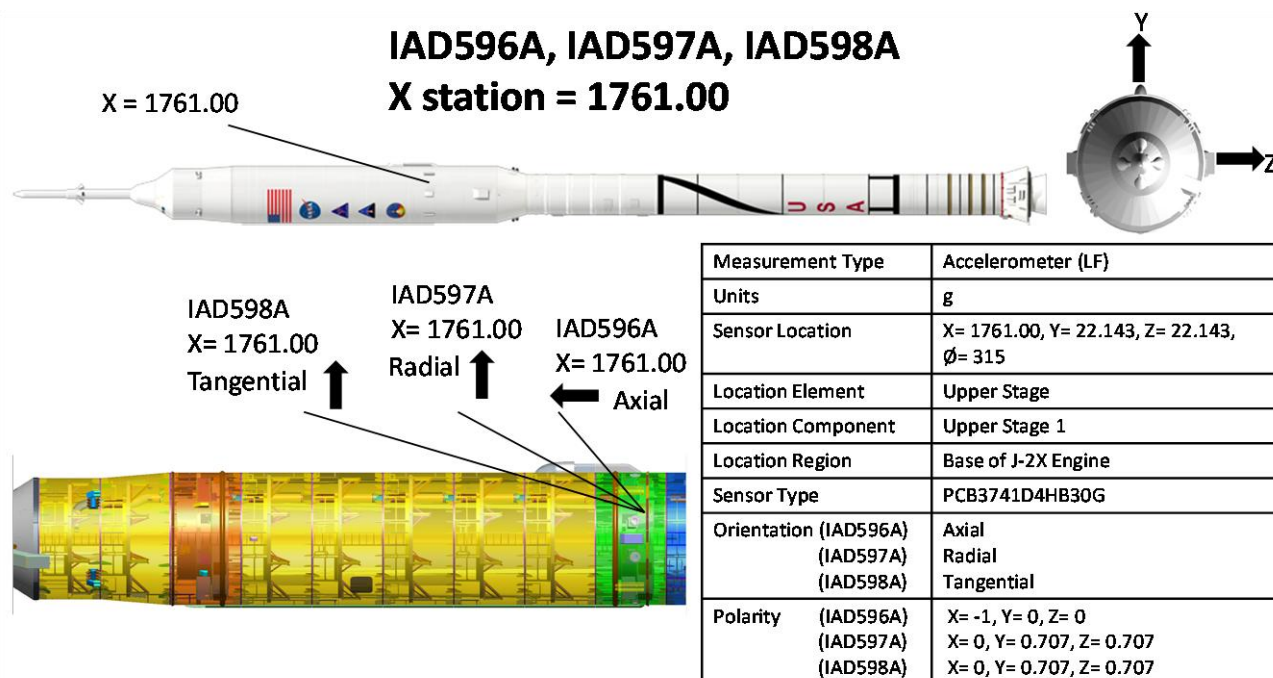 IAD596A, IAD597A, IAD598A
X station = 1761.00
X = 1761.00
Y
Z
USA
IAD598A
X= 1761.00
Tangential
IAD597A
X= 1761.00
Radial
IAD596A
X= 1761.00
Axial
Measurement Type Accelerometer (LF)
Units g
Sensor Location X= 1761.00, Y= 22.143, Z= 22.143,
Ø= 315
Location Element Upper Stage
Location Component Upper Stage 1
Location Region Base of J-2X Engine
Sensor Type PCB3741D4HB30G
Orientation (IAD596A) Axial
(IAD597A) Radial
(IAD598A) Tangential
Polarity (IAD596A) X= -1, Y= 0, Z= 0
(IAD597A) X= 0, Y= 0.707, Z= 0.707
(IAD598A) X= 0, Y= 0.707, Z= 0.707